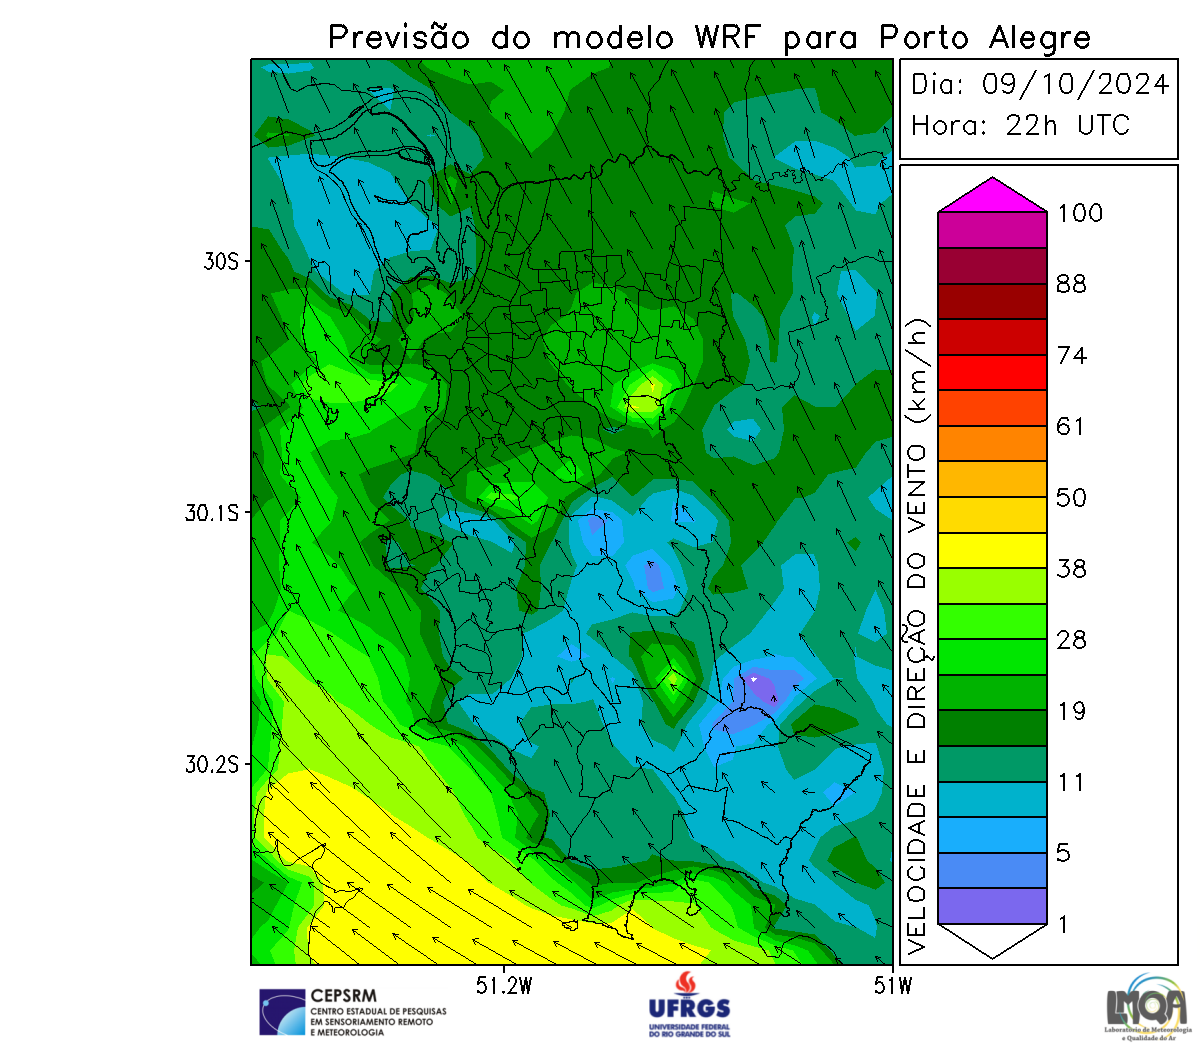 Previsão do modelo WRF para Porto Alegre
Dia: 09/10/2024
Hora: 22h UTC
100
88
74
61
50
38
28
19
11
5
1
VELOCIDADE E DIREÇÃO DO VENTO (km/h)
30S
30.1S
30.2S
51.2W
51W
CEPSRM
CENTRO ESTADUAL DE PESQUISAS
EM SENSORIAMENTO REMOTO
E METEOROLOGIA
UFRGS
UNIVERSIDADE FEDERAL
DO RIO GRANDE DO SUL
LMQA
Laboratório de Meteorologia
e Qualidade do Ar